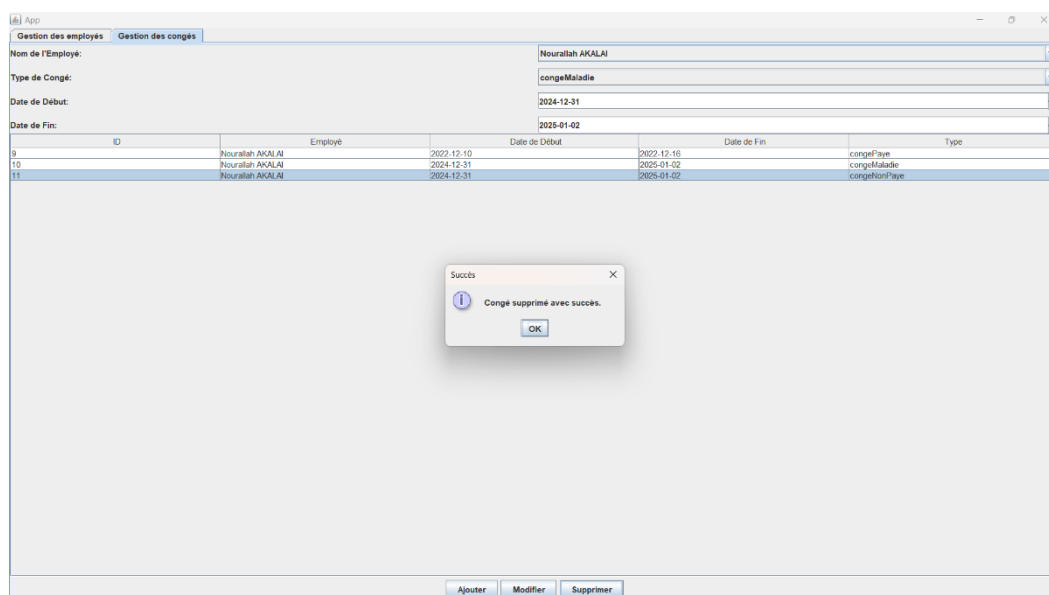 App
Gestion des employés Gestion des congés
Nom de l'Employé: Nourallah AKALAI
Type de Congé: congeMaladie
Date de Début: 2024-12-31
Date de Fin: 2025-01-02
ID Employé Date de Début Date de Fin Type
9 Nourallah AKALAI 2022-12-10 2022-12-16 congePaye
10 Nourallah AKALAI 2024-12-31 2025-01-02 congeMaladie
11 Nourallah AKALAI 2024-12-31 2025-01-02 congeNonPaye
Succès
Congé supprimé avec succès.
OK
Ajouter Modifier Supprimer